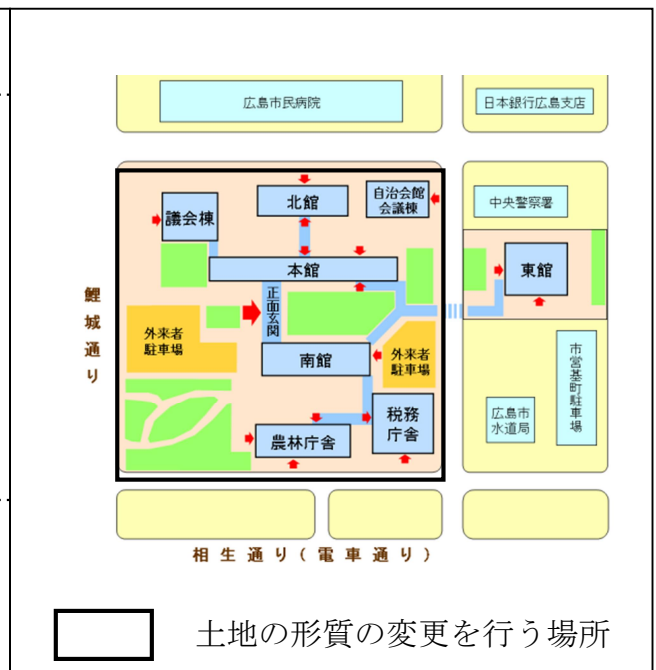 広島市民病院
日本銀行広島支店
議会棟
北館
自治会館
会議棟
中央警察署
本館
東館
正面玄関
鯉城通り
外来者
駐車場
南館
外来者
駐車場
市営基町駐車場
税務
庁舎
広島市
水道局
農林庁舎
相生通り(電車通り)
土地の形質の変更を行う場所